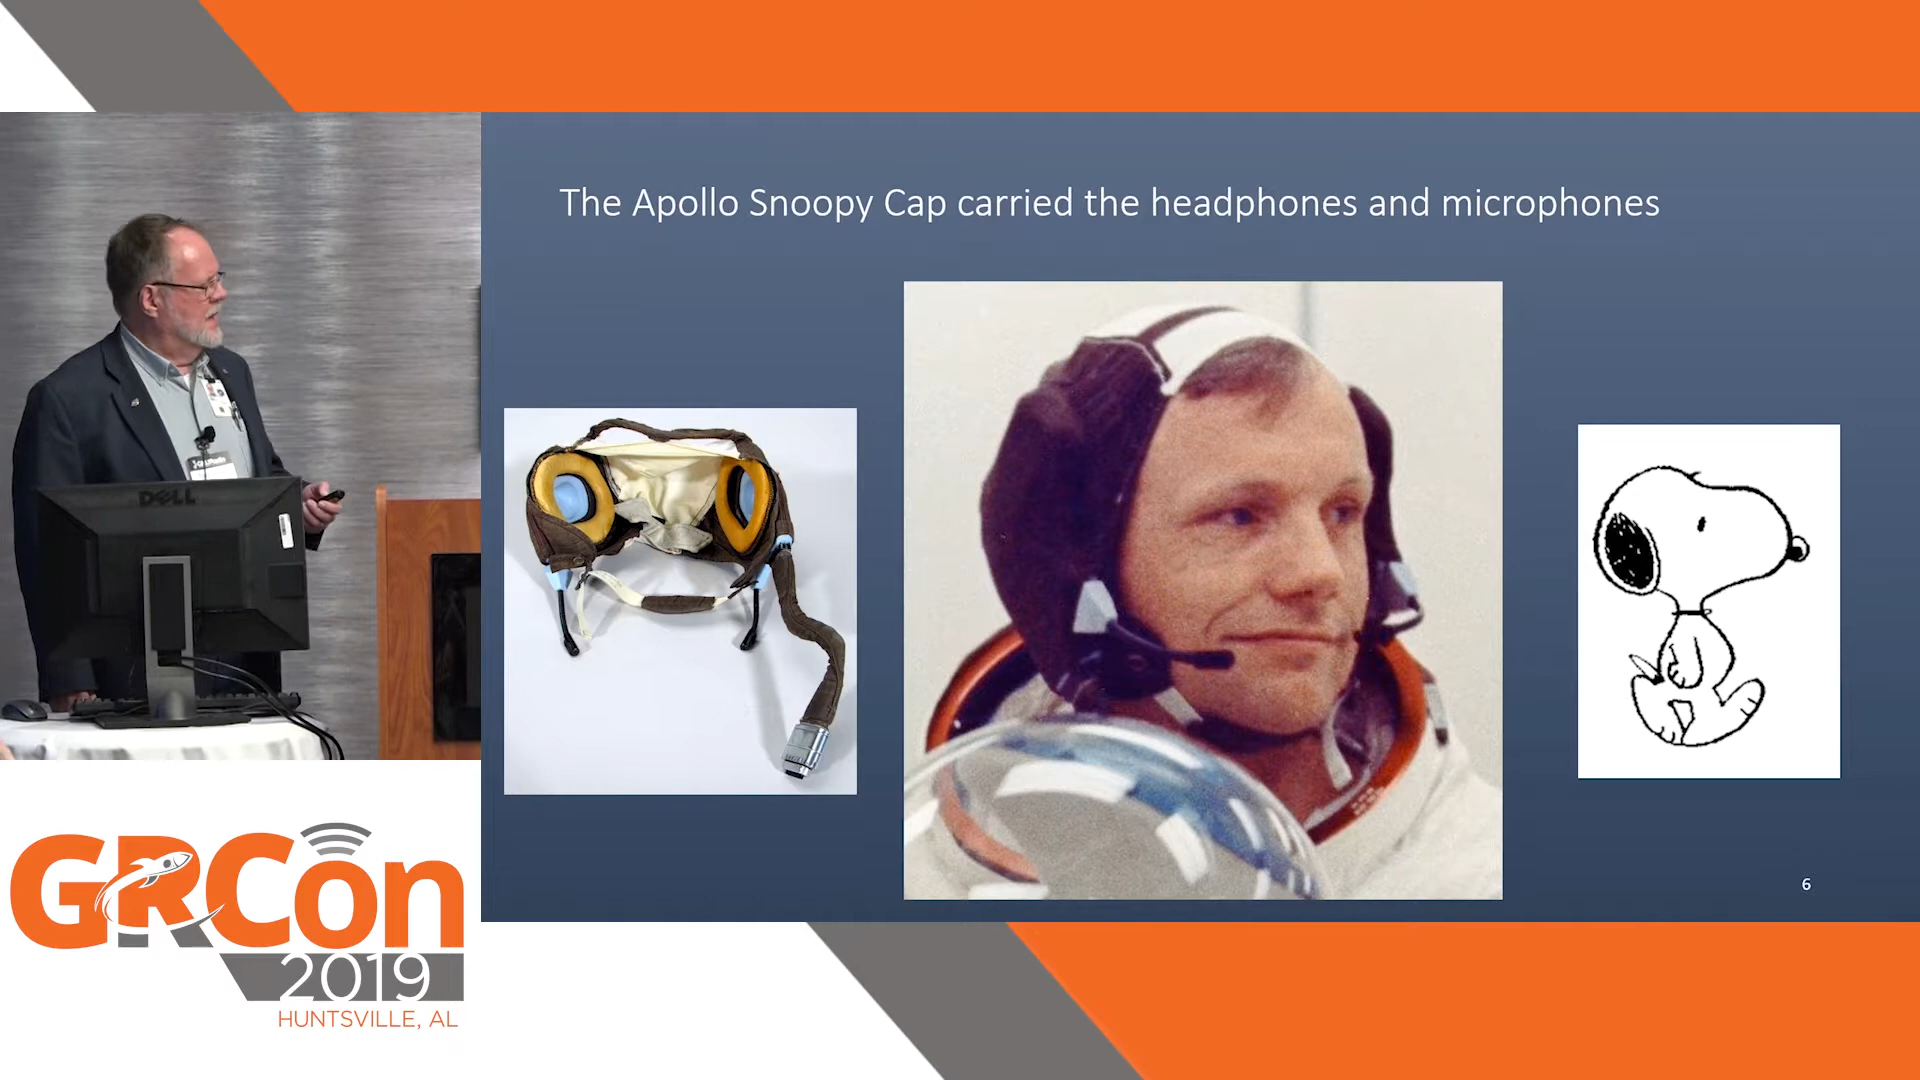 The Apollo Snoopy Cap carried the headphones and microphones
DELL
6
GRCon
2019
HUNTSVILLE, AL